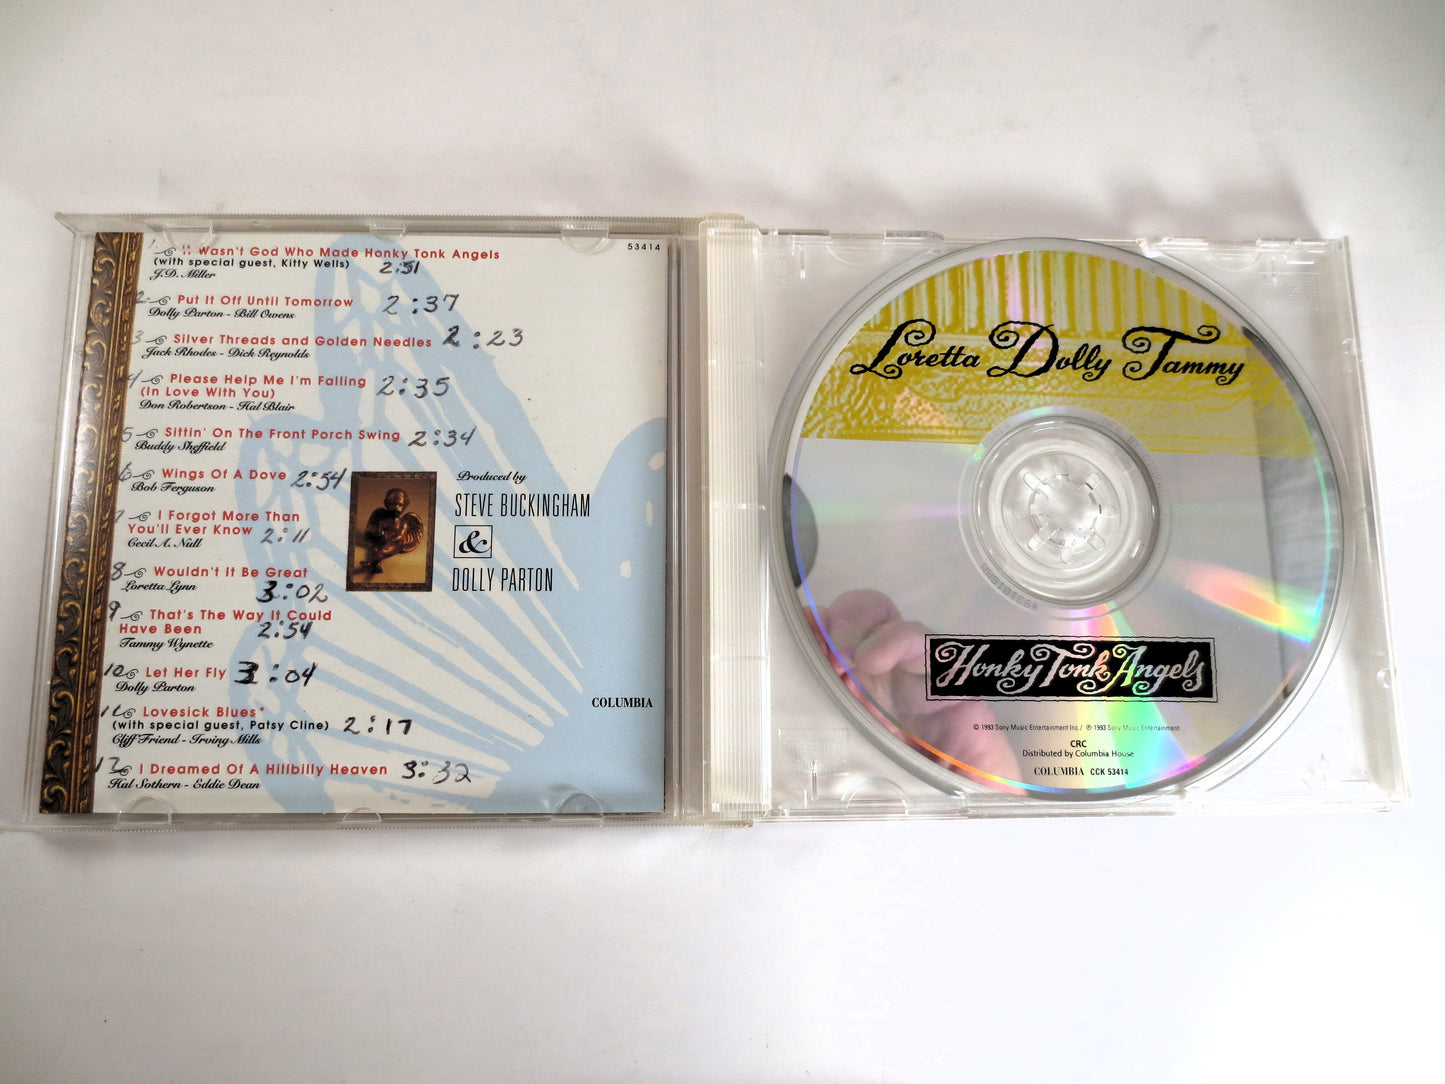 53414
1. It Wasn't God Who Made Honky Tonk Angels
(with special guest, Kitty Wells) 2:51
J.D. Miller
2. Put It Off Until Tomorrow 2:37
Dolly Parton - Bill Owens
3 Silver Threads and Golden Needles 2:23
Jack Rhodes - Dick Reynolds
4 Please Help Me I'm Falling
(In Love With You) 2:35
Don Robertson - Hal Blair
5 Sittin' On The Front Porch Swing 2:34
Buddy Sheffield
6 Wings Of A Dove 2:54
Bob Ferguson
7 I Forgot More Than
You'll Ever Know 2:11
Cecil A. Null
8 Wouldn't It Be Great
Loretta Lynn 3:02
9 That's The Way It Could
Have Been 2:54
Tammy Wynette
10 Let Her Fly 3:04
Dolly Parton
11 Lovesick Blues*
(with special guest, Patsy Cline) 2:17
Cliff Friend - Irving Mills
12 I Dreamed Of A Hillbilly Heaven 3:32
Hal Sothern - Eddie Dean
Produced by
STEVE BUCKINGHAM
&
DOLLY PARTON
COLUMBIA
Loretta Dolly Tammy
Honky Tonk Angels
© 1993 Sony Music Entertainment Inc./ ℗ 1993 Sony Music Entertainment
CRC
Distributed by Columbia House
COLUMBIA CCK 53414